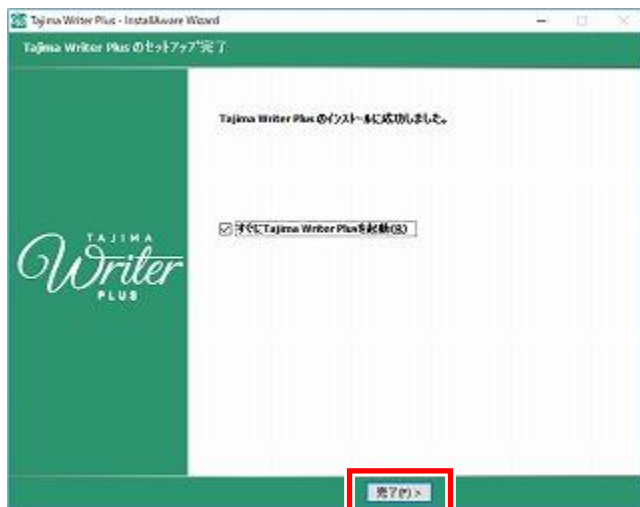 Tajima Writer Plus - InstallAware Wizard
Tajima Writer Plus のセットアップ完了
Tajima Writer Plus のインストールに成功しました。
すぐにTajima Writer Plusを起動(R)
TAJIMA
Writer
PLUS
完了(F) >